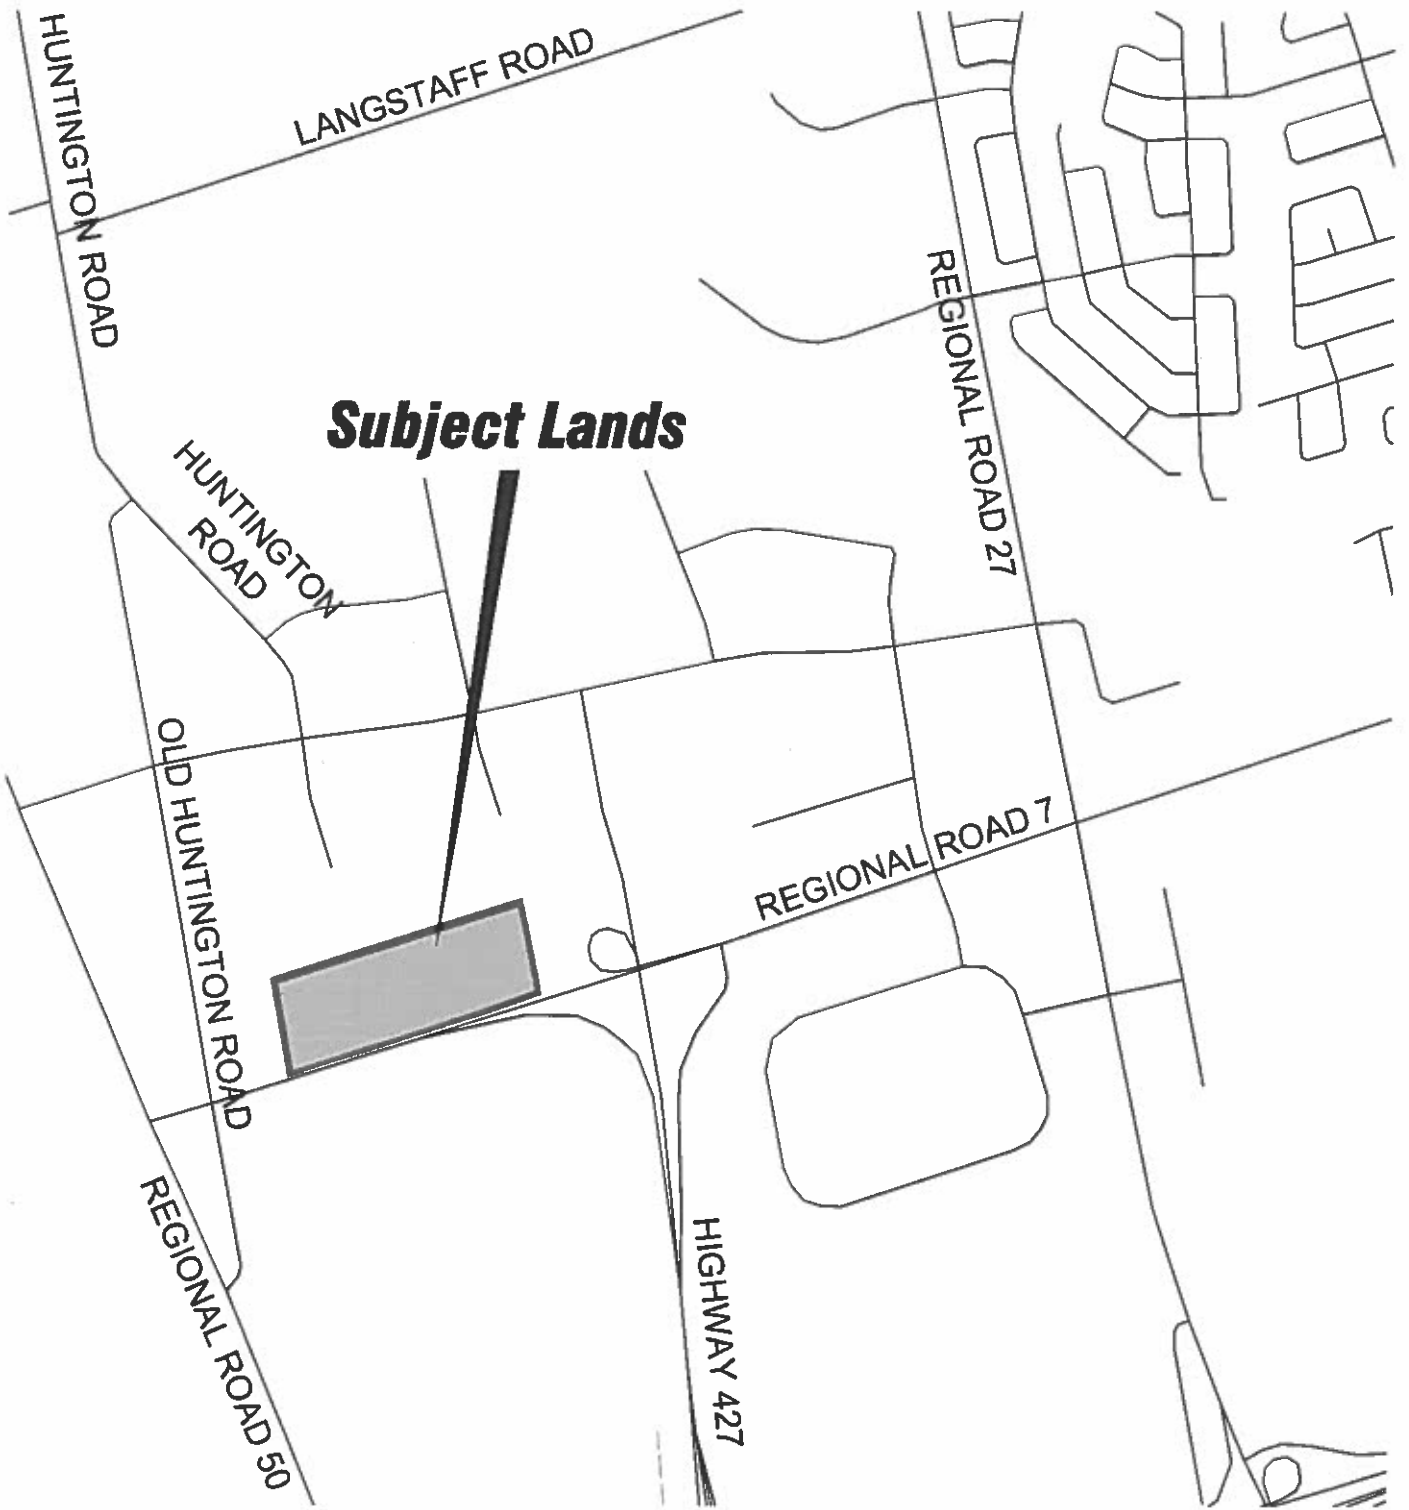 HUNTINGTON ROAD
LANGSTAFF ROAD
REGIONAL ROAD 27
Subject Lands
HUNTINGTON
ROAD
OLD HUNTINGTON ROAD
REGIONAL ROAD 7
REGIONAL ROAD 50
HIGHWAY 427